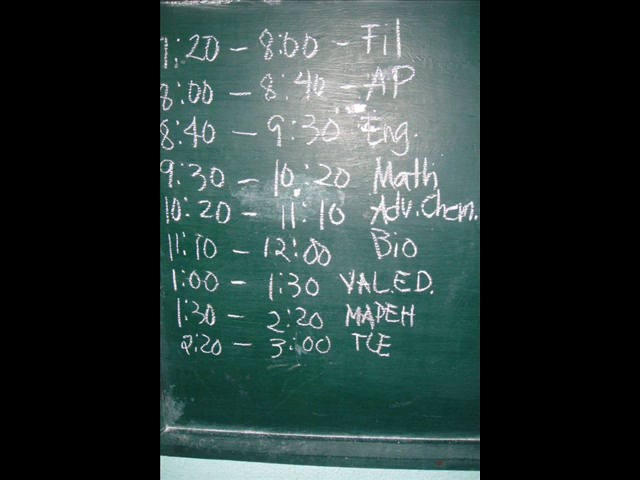 7:20 - 8:00 - Fil
8:00 - 8:40 - AP
8:40 - 9:30 Eng.
9:30 - 10:20 Math
10:20 - 11:10 Adv. Chem.
11:10 - 12:00 Bio
1:00 - 1:30 VAL.ED.
1:30 - 2:20 MAPEH
2:20 - 3:00 TLE